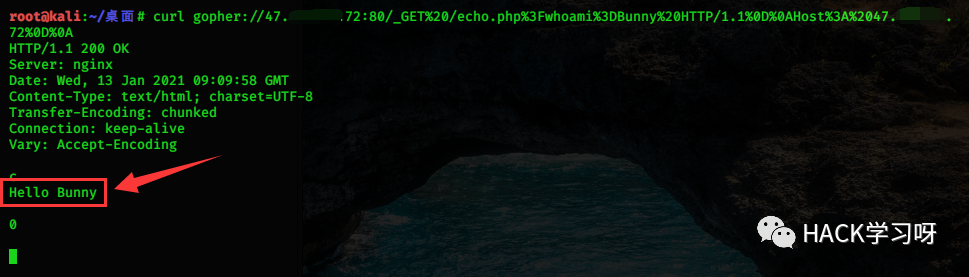 root@kali:~/桌面# curl gopher://47. .72:80/_GET%20/echo.php%3Fwhoami%3DBunny%20HTTP/1.1%0D%0AHost%3A%2047. .
72%0D%0A
HTTP/1.1 200 OK
Server: nginx
Date: Wed, 13 Jan 2021 09:09:58 GMT
Content-Type: text/html; charset=UTF-8
Transfer-Encoding: chunked
Connection: keep-alive
Vary: Accept-Encoding
Hello Bunny
0
HACK学习呀